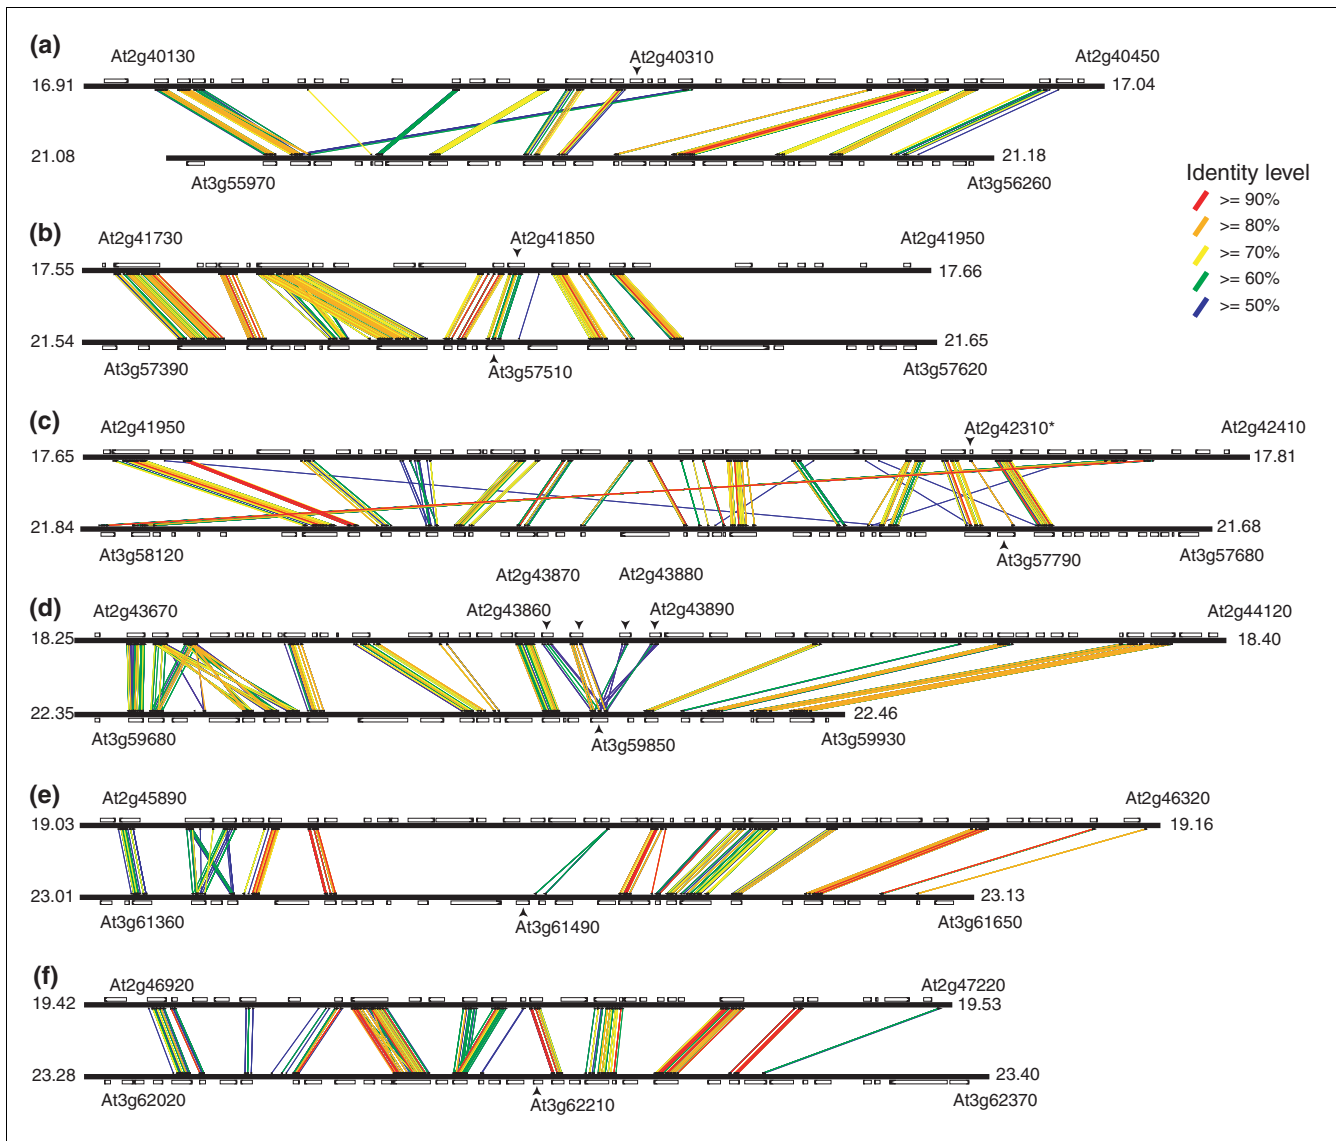 (a)
At2g40130
At2g40310
At2g40450
16.91
17.04
21.08
21.18
At3g55970
At3g56260
Identity level
>= 90%
>= 80%
>= 70%
>= 60%
>= 50%
(b)
At2g41730
At2g41850
At2g41950
17.55
17.66
21.54
21.65
At3g57390
At3g57510
At3g57620
(c)
At2g41950
At2g42310*
At2g42410
17.65
17.81
21.84
21.68
At3g58120
At3g57790
At3g57680
At2g43870
At2g43880
(d)
At2g43670
At2g43860
At2g43890
At2g44120
18.25
18.40
22.35
22.46
At3g59680
At3g59850
At3g59930
(e)
At2g45890
At2g46320
19.03
19.16
23.01
23.13
At3g61360
At3g61490
At3g61650
(f)
At2g46920
At2g47220
19.42
19.53
23.28
23.40
At3g62020
At3g62210
At3g62370